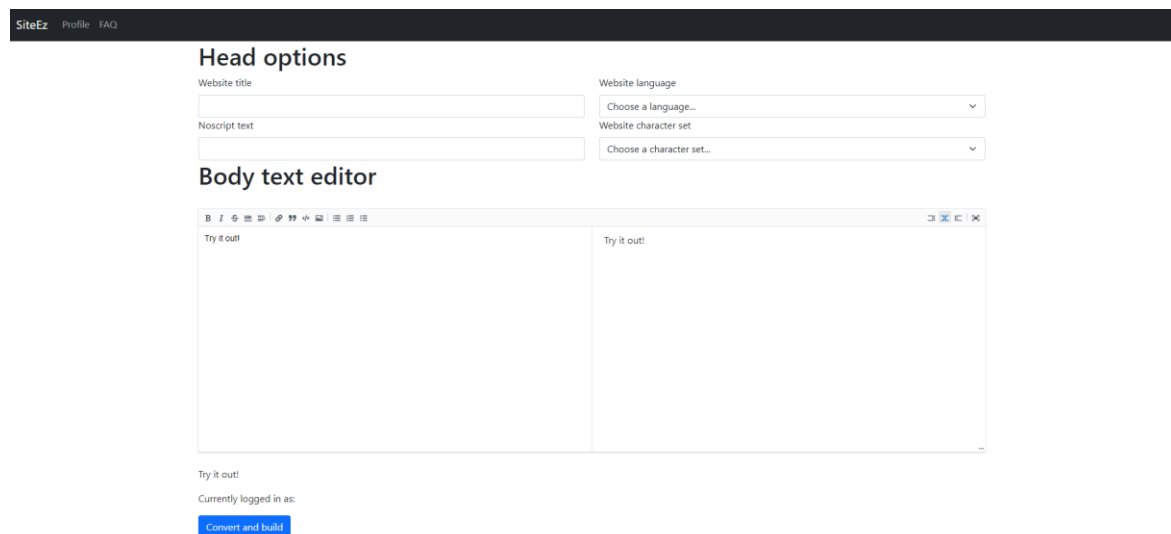 SiteEz Profile FAQ
Head options
Website title Website language
Choose a language...
Noscript text Website character set
Choose a character set...
Body text editor
B I S
Try it out! Try it out!
Try it out!
Currently logged in as:
Convert and build